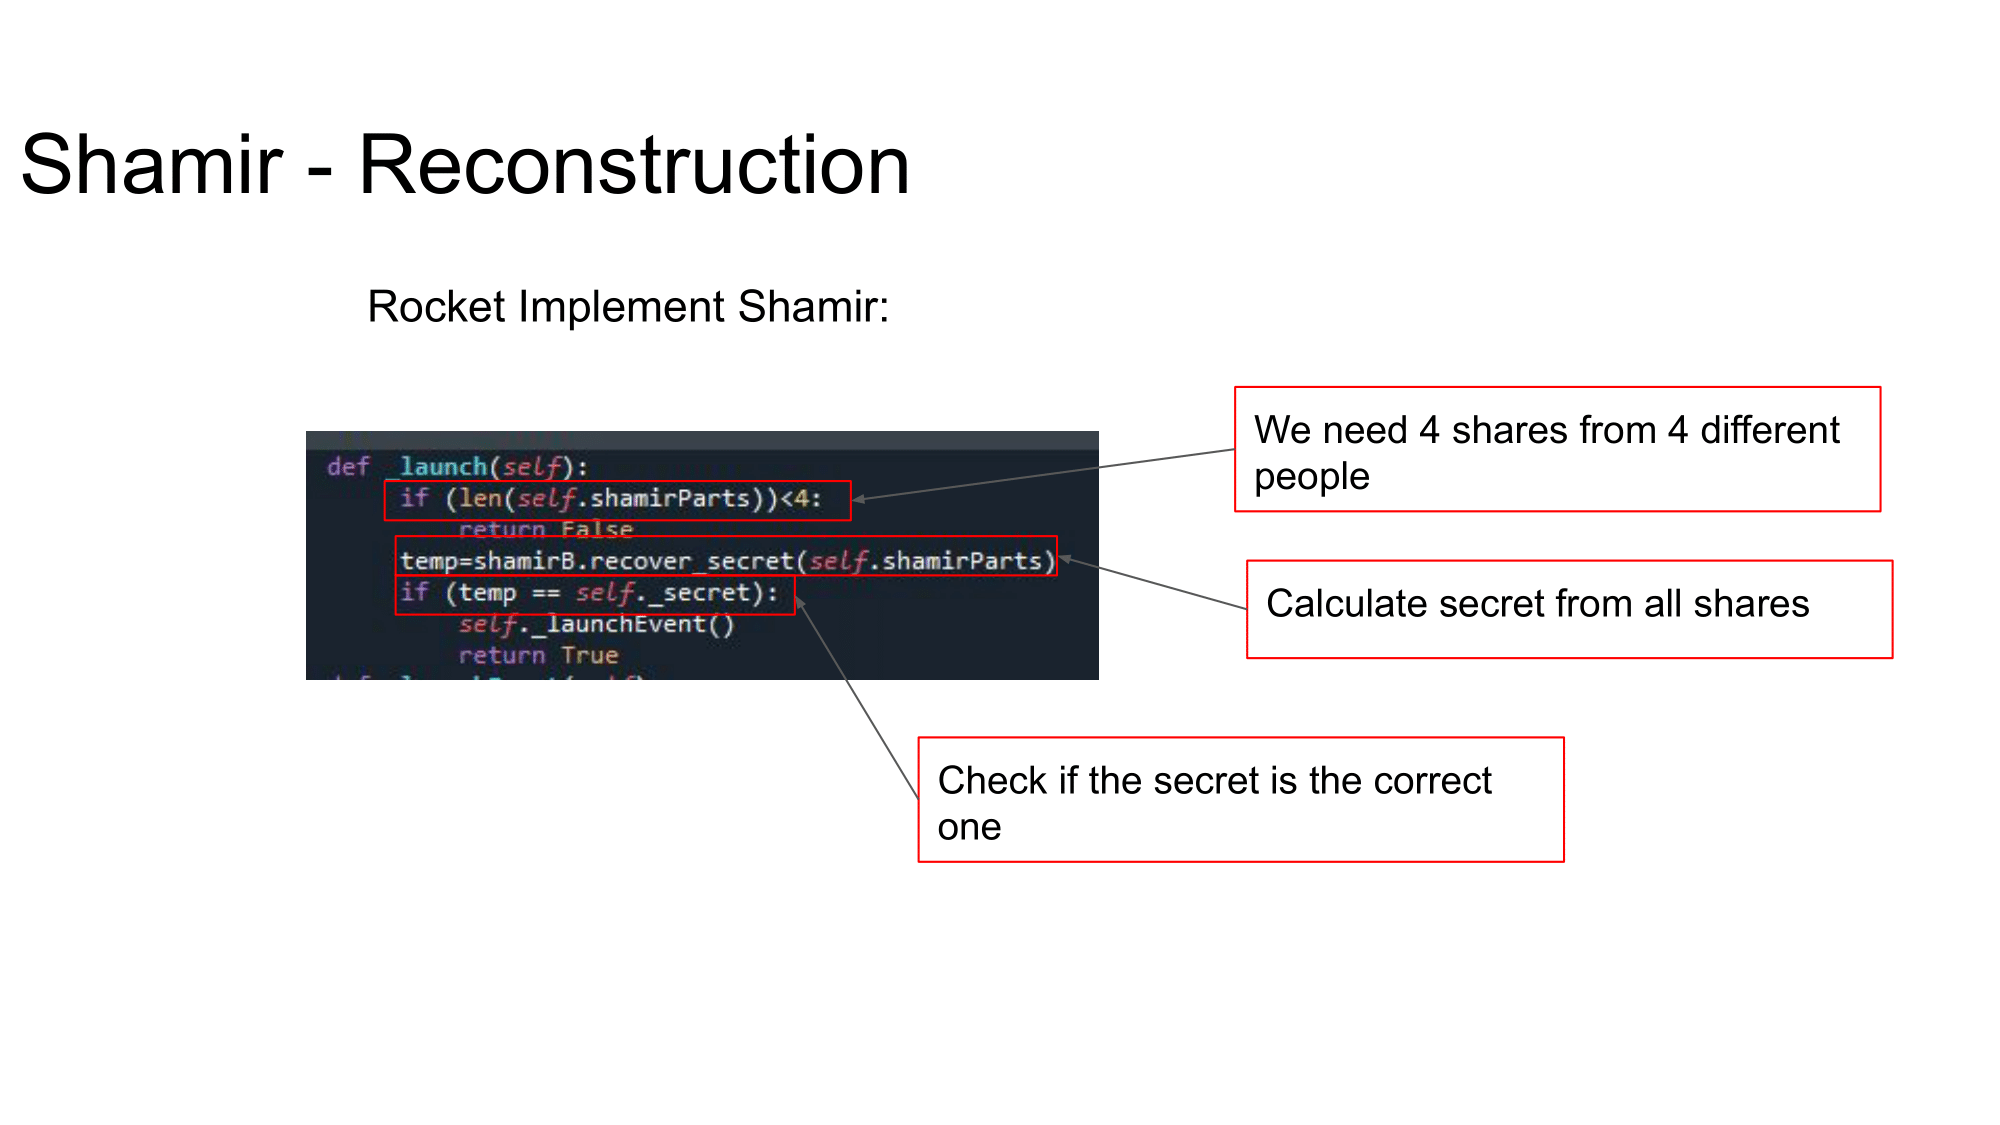 Shamir - Reconstruction
Rocket Implement Shamir:
def _launch(self):
if (len(self.shamirParts))<4:
return False
temp=shamirB.recover_secret(self.shamirParts)
if (temp == self._secret):
self._launchEvent()
return True
We need 4 shares from 4 different
people
Calculate secret from all shares
Check if the secret is the correct
one